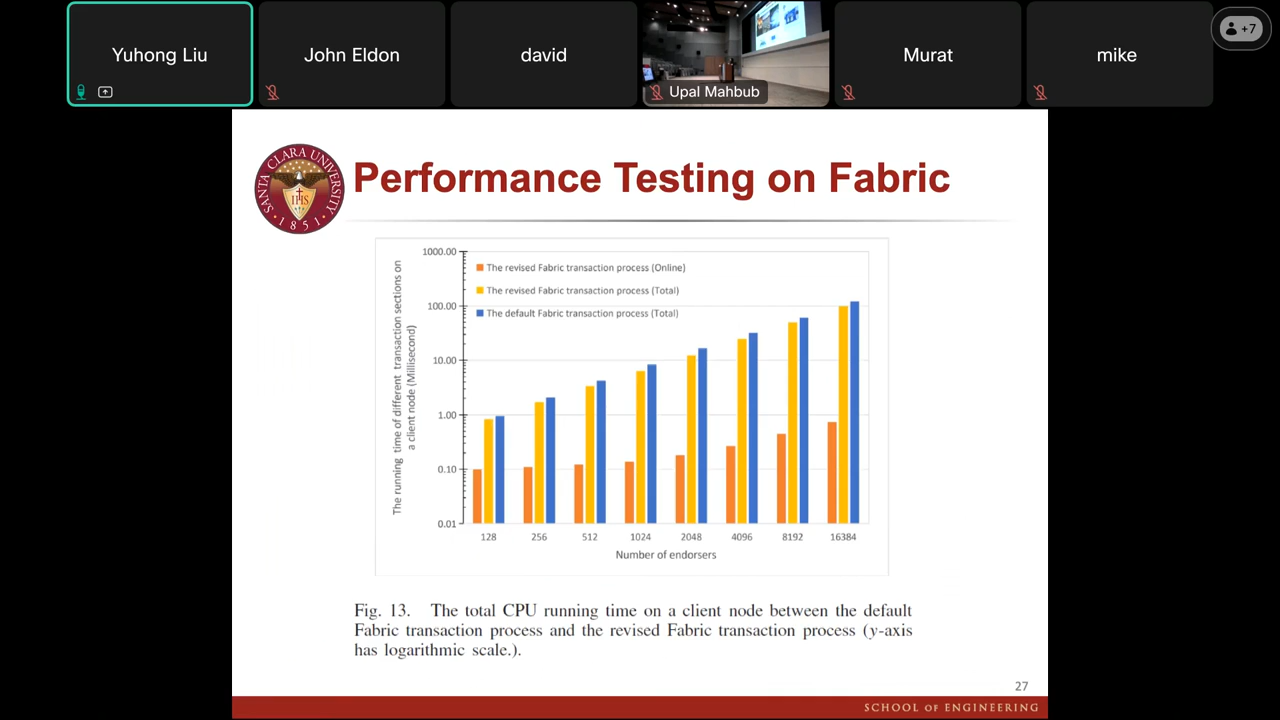 Yuhong Liu
John Eldon
david
Upal Mahbub
Murat
mike
+7
SANTA CLARA UNIVERSITY
IHS
1851
Performance Testing on Fabric
The running time of different transaction sections on
a client node (Millisecond)
1000.00
100.00
10.00
1.00
0.10
0.01
The revised Fabric transaction process (Online)
The revised Fabric transaction process (Total)
The default Fabric transaction process (Total)
128 256 512 1024 2048 4096 8192 16384
Number of endorsers
Fig. 13. The total CPU running time on a client node between the default
Fabric transaction process and the revised Fabric transaction process (y-axis
has logarithmic scale.).
27
SCHOOL OF ENGINEERING